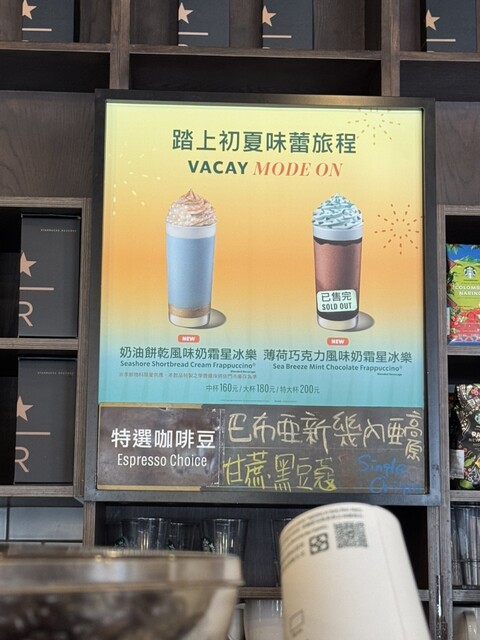 踏上初夏味蕾旅程
VACAY MODE ON
已售完
SOLD OUT
NEW
NEW
奶油餅乾風味奶霜星冰樂
Seashore Shortbread Cream Frappuccino®
薄荷巧克力風味奶霜星冰樂
Sea Breeze Mint Chocolate Frappuccino®
中杯160元/大杯180元/特大杯200元
特選咖啡豆
Espresso Choice
巴布亞新幾內亞高原
甘蔗.黑豆蔻
Single
R
R